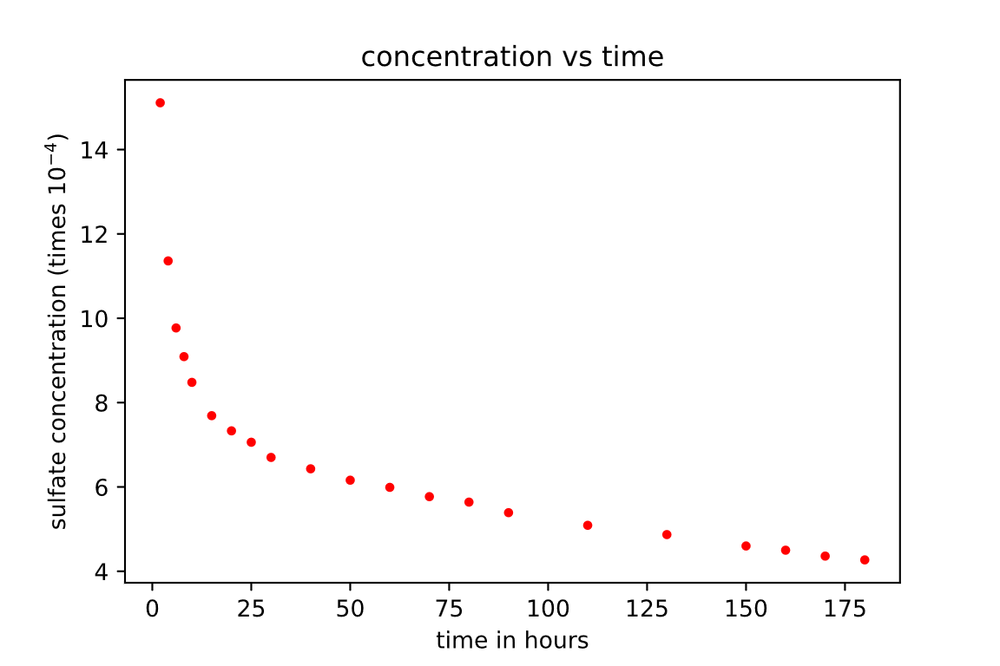 concentration vs time
sulfate concentration (times 10⁻⁴)
14
12
10
8
6
4
0 25 50 75 100 125 150 175
time in hours